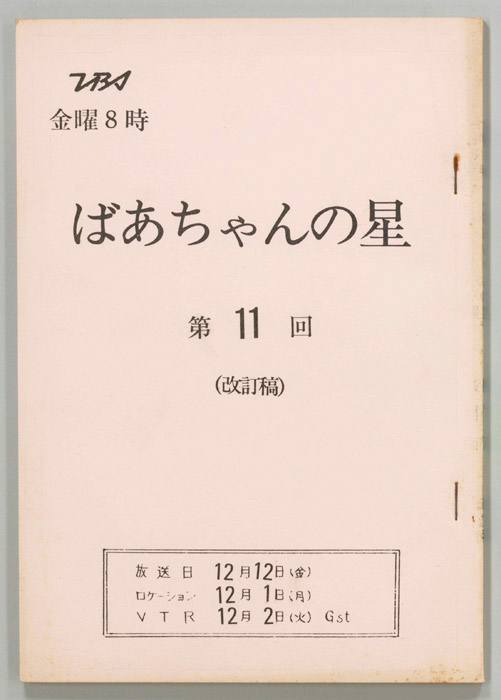 TBS
金曜8時
ばあちゃんの星
第 11 回
(改訂稿)
放送日 12月12日(金)
ロケーション 12月1日(月)
VTR 12月2日(火) Gst